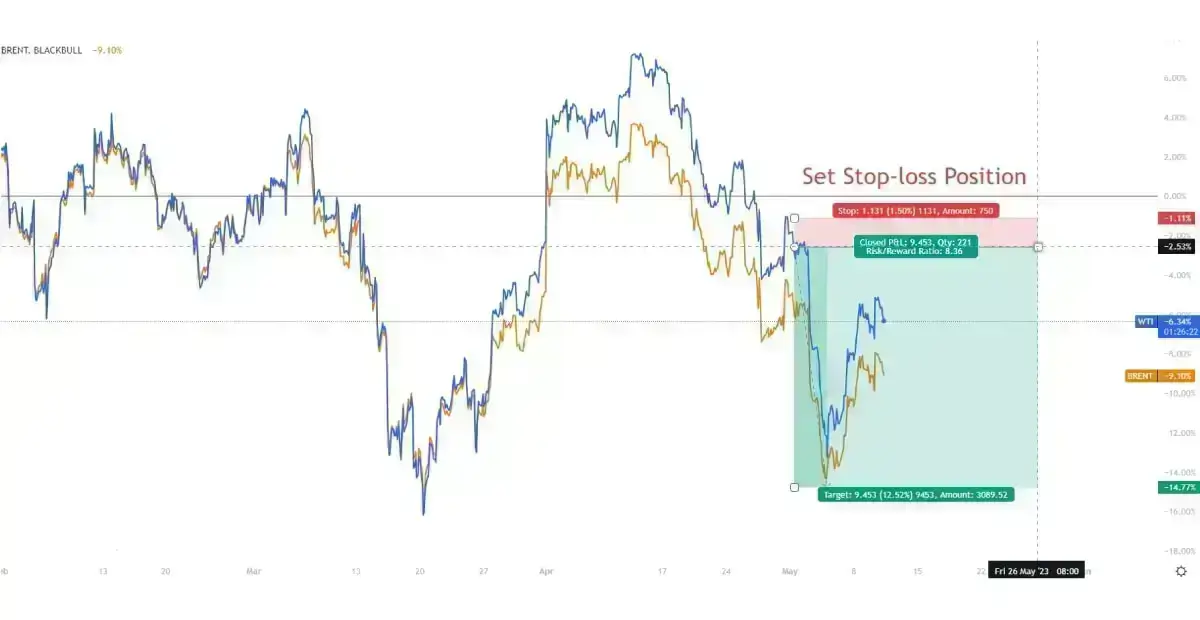 BRENT, BLACKBULL −9.10%
6.00%
4.00%
2.00%
Set Stop-loss Position
0.00%
Stop: 1.131 (1.50%) 1131, Amount: 750
−1.11%
Closed P&L: 9.453, Qty: 221
Risk/Reward Ratio: 8.36
−2.53%
−4.00%
WTI −6.34%
01:26:22
−8.00%
BRENT −9.10%
−10.00%
−12.00%
−14.00%
Target: 9.453 (12.52%) 9453, Amount: 3089.52
−14.77%
−16.00%
−18.00%
13 20 Mar 13 20 27 Apr 17 24 May 8 15 22 Fri 26 May '23 08:00